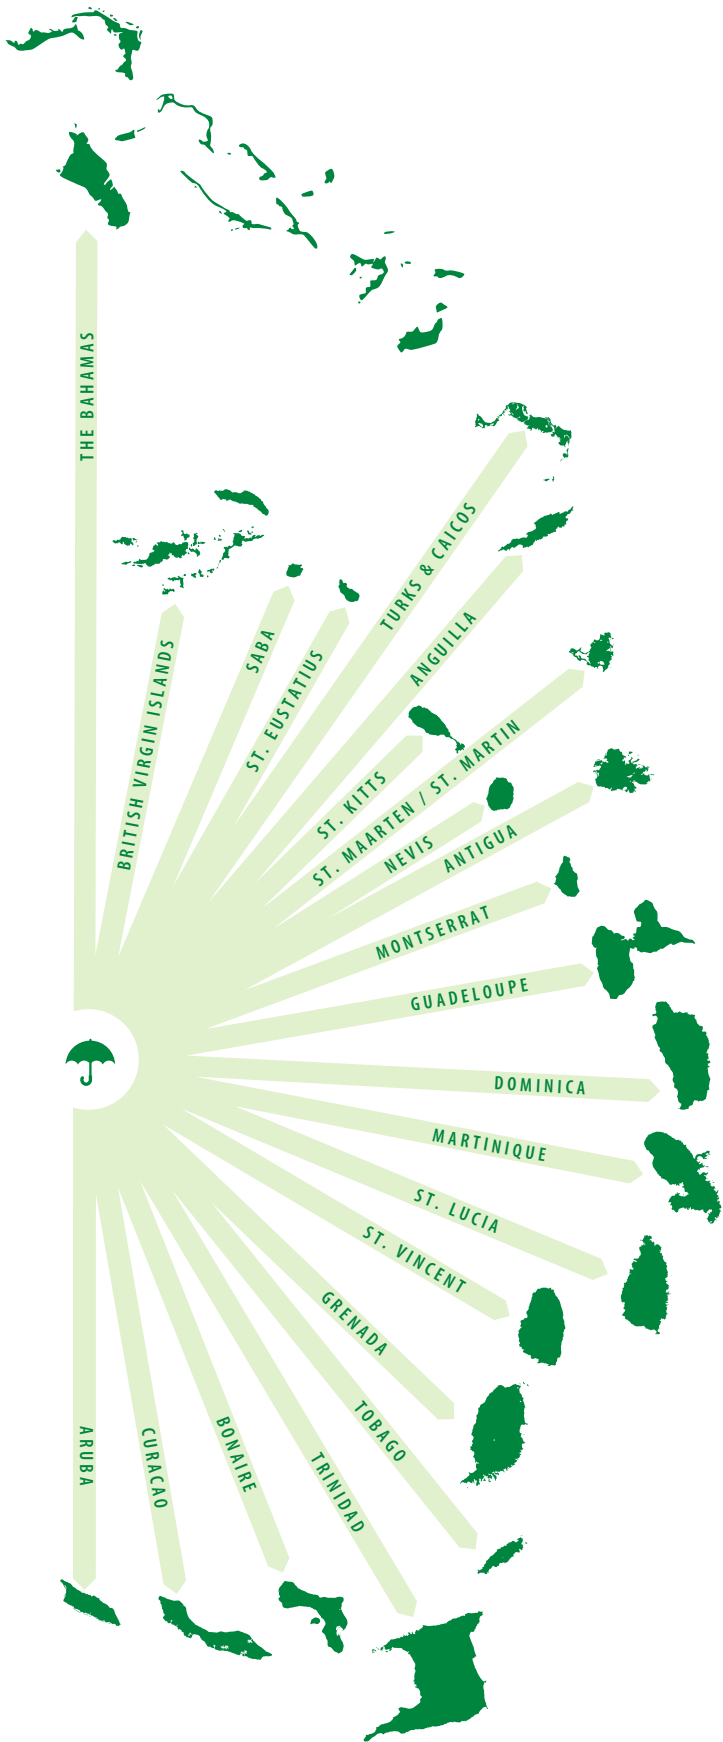 THE BAHAMAS
BRITISH VIRGIN ISLANDS
SABA
ST. EUSTATIUS
TURKS & CAICOS
ANGUILLA
ST. KITTS
ST. MAARTEN / ST. MARTIN
NEVIS
ANTIGUA
MONTSERRAT
GUADELOUPE
DOMINICA
MARTINIQUE
ST. LUCIA
ST. VINCENT
GRENADA
TOBAGO
TRINIDAD
BONAIRE
CURACAO
ARUBA